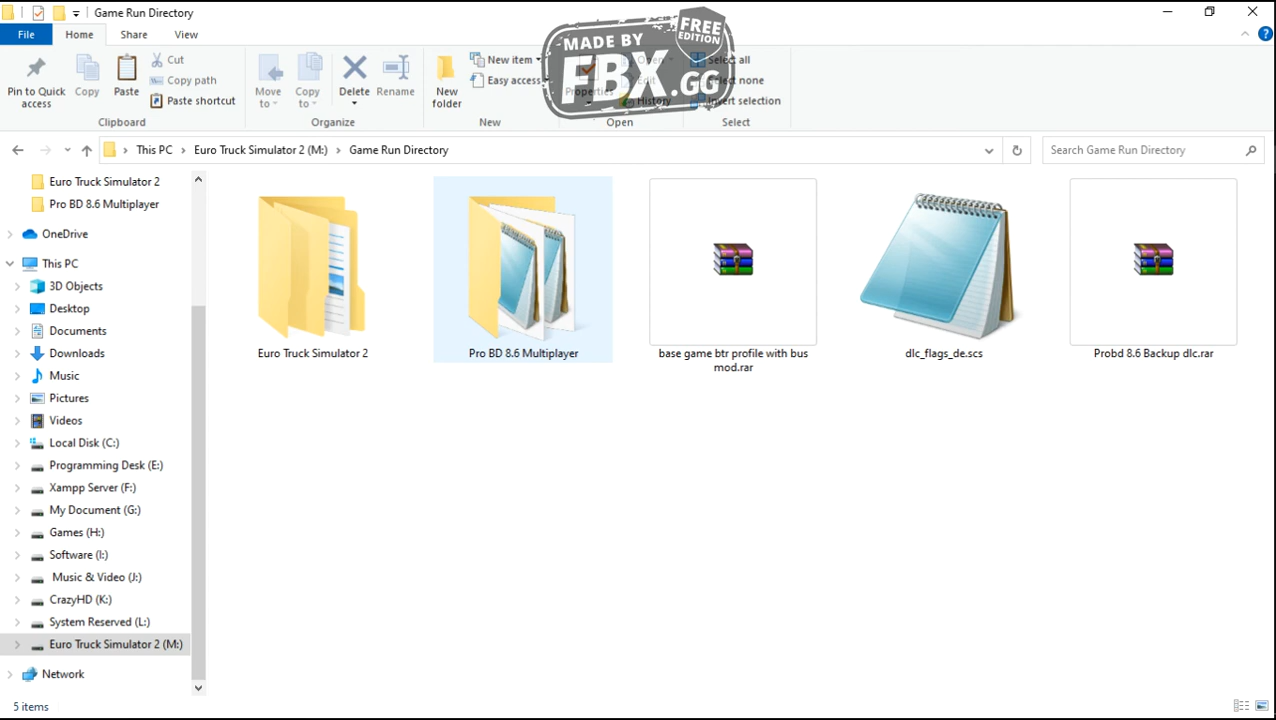 Game Run Directory
File Home Share View
MADE BY FREE EDITION
FBX.GG
Pin to Quick access
Copy
Paste
Cut
Copy path
Paste shortcut
Clipboard
Move to
Copy to
Delete
Rename
Organize
New folder
New item
Easy access
New
Properties
Open
Edit
History
Open
Select all
Select none
Invert selection
Select
This PC > Euro Truck Simulator 2 (M:) > Game Run Directory
Search Game Run Directory
Euro Truck Simulator 2
Pro BD 8.6 Multiplayer
OneDrive
This PC
3D Objects
Desktop
Documents
Downloads
Music
Pictures
Videos
Local Disk (C:)
Programming Desk (E:)
Xampp Server (F:)
My Document (G:)
Games (H:)
Software (I:)
Music & Video (J:)
CrazyHD (K:)
System Reserved (L:)
Euro Truck Simulator 2 (M:)
Network
Euro Truck Simulator 2
Pro BD 8.6 Multiplayer
base game btr profile with bus
mod.rar
dlc_flags_de.scs
Probd 8.6 Backup dlc.rar
5 items